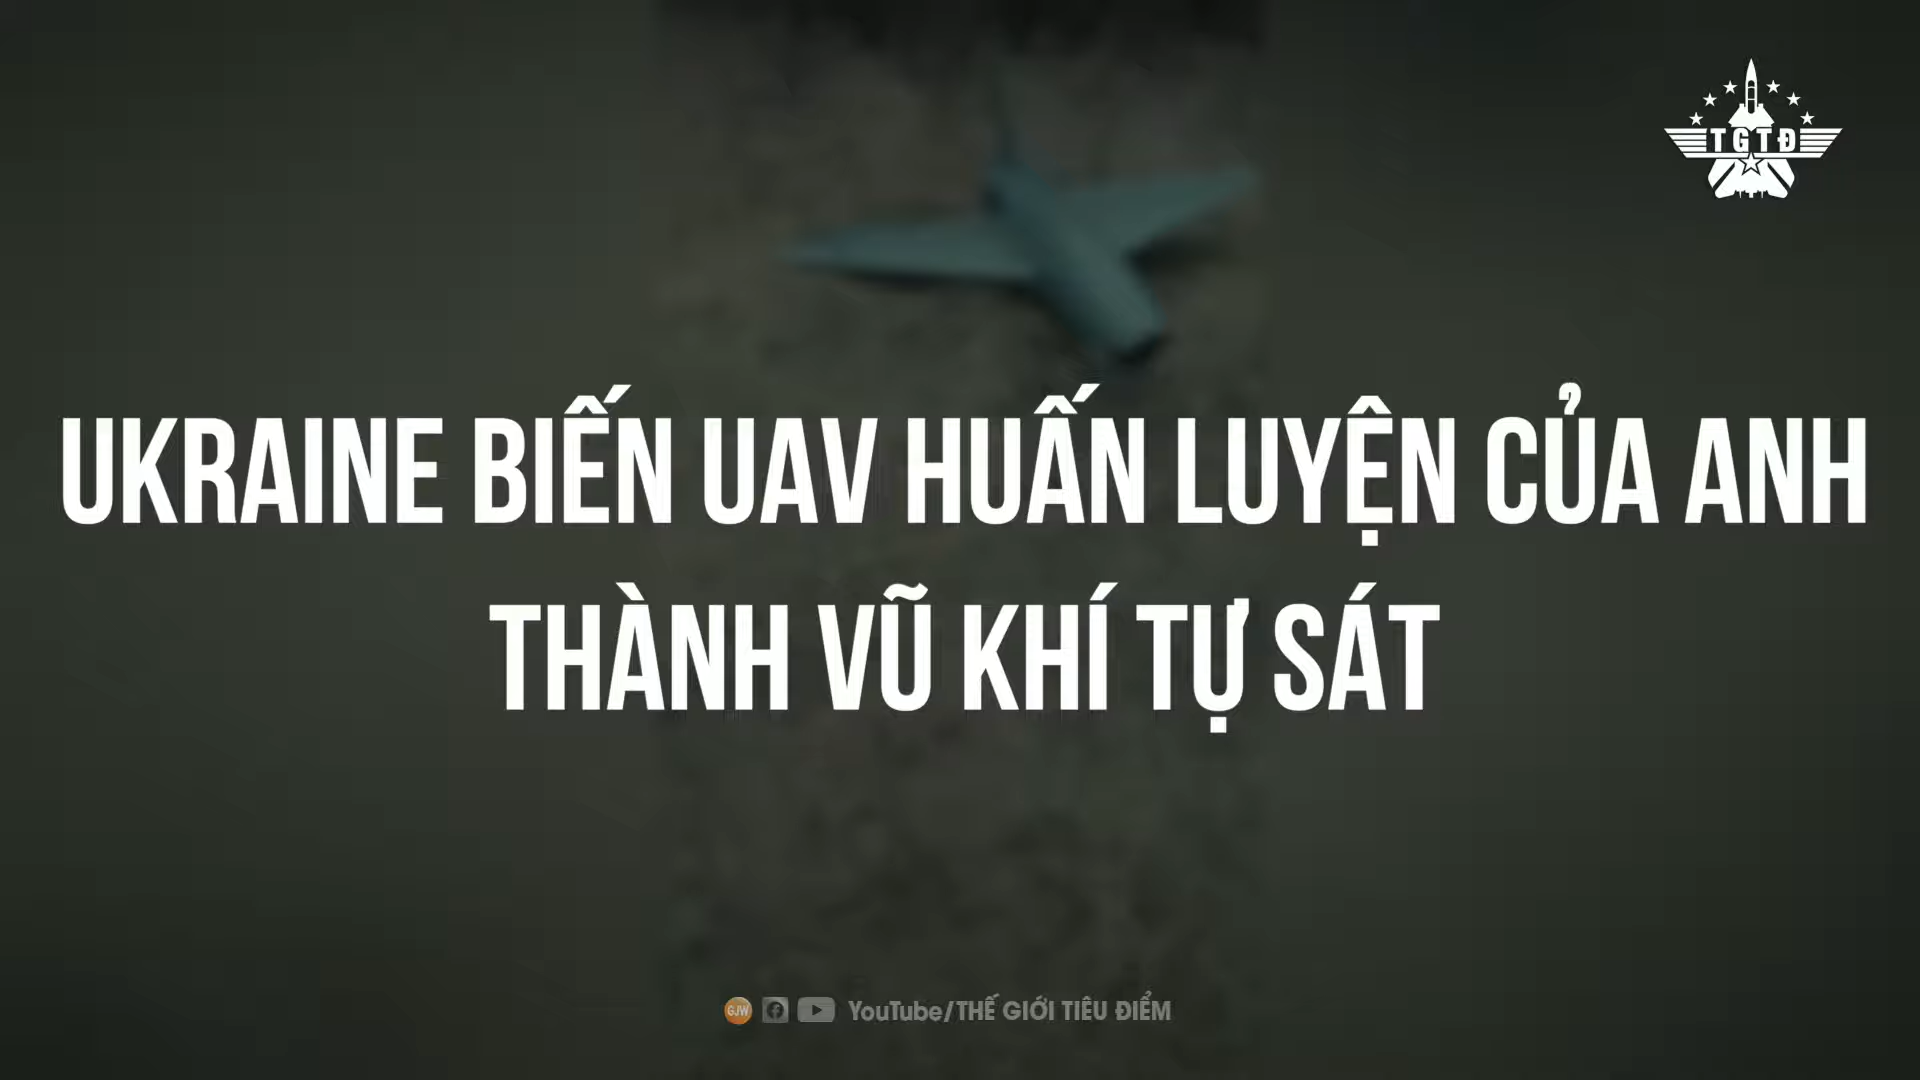 TGTĐ
UKRAINE BIẾN UAV HUẤN LUYỆN CỦA ANH
THÀNH VŨ KHÍ TỰ SÁT
GJW YouTube/THẾ GIỚI TIÊU ĐIỂM